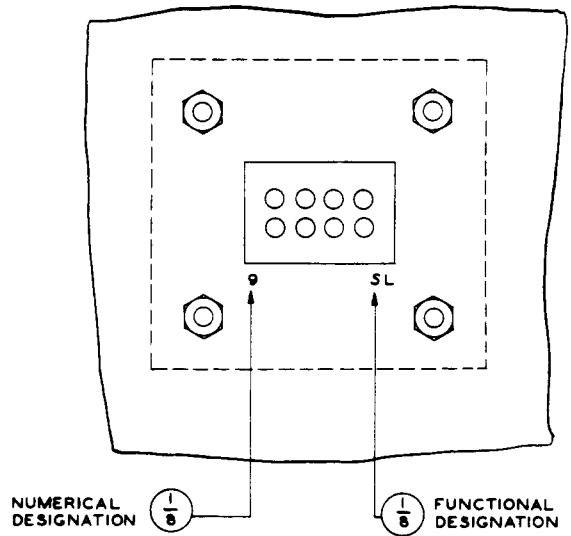 9 SL
NUMERICAL
DESIGNATION
1/8
1/8
FUNCTIONAL
DESIGNATION